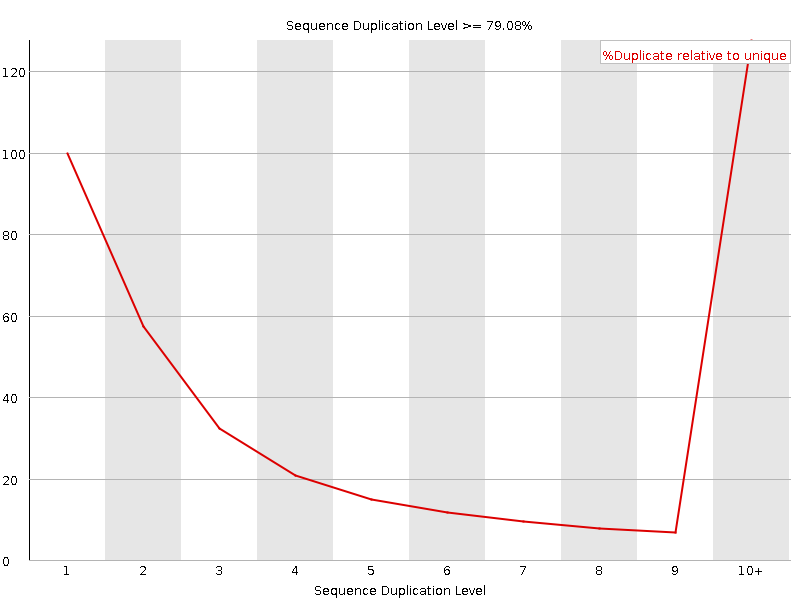 Sequence Duplication Level >= 79.08%
%Duplicate relative to unique
120
100
80
60
40
20
0
1 2 3 4 5 6 7 8 9 10+
Sequence Duplication Level